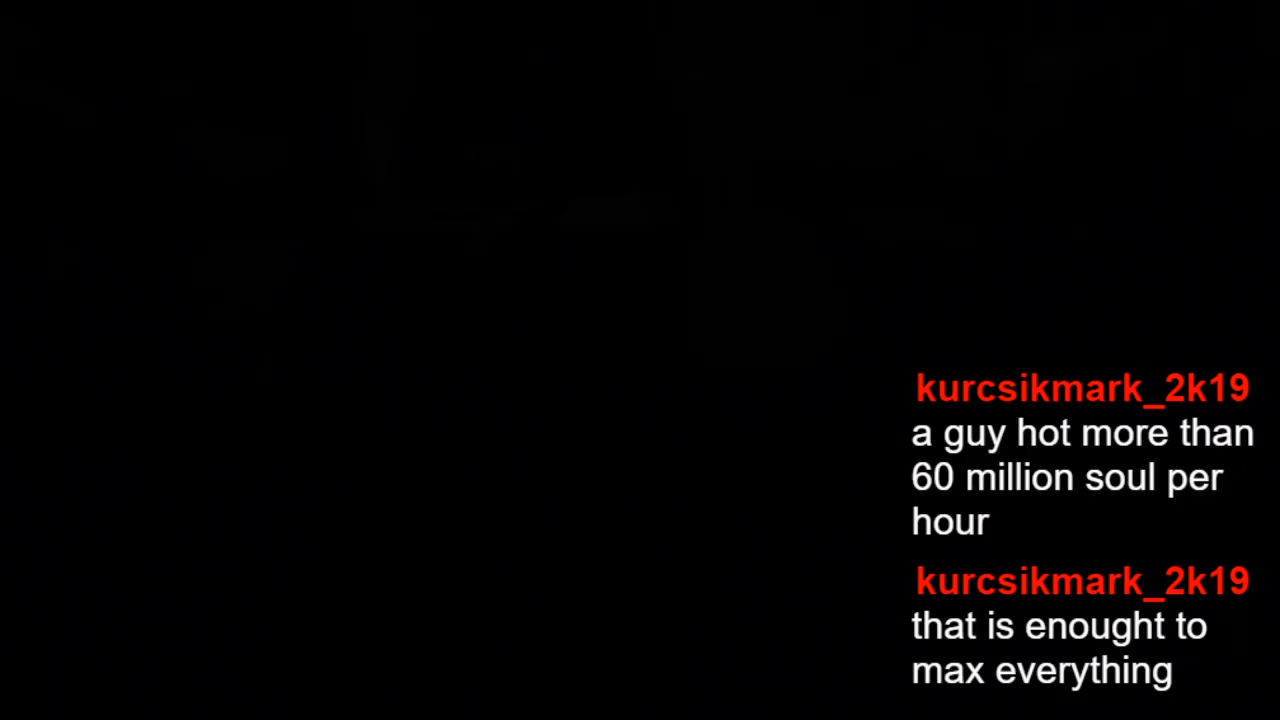 kurcsikmark_2k19
a guy hot more than
60 million soul per
hour
kurcsikmark_2k19
that is enought to
max everything